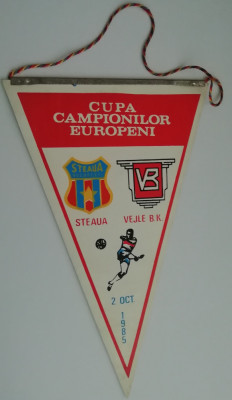 CUPA
CAMPIONILOR
EUROPENI
STEAUA
VB
STEAUA VEJLE B.K.
2 OCT.
1985